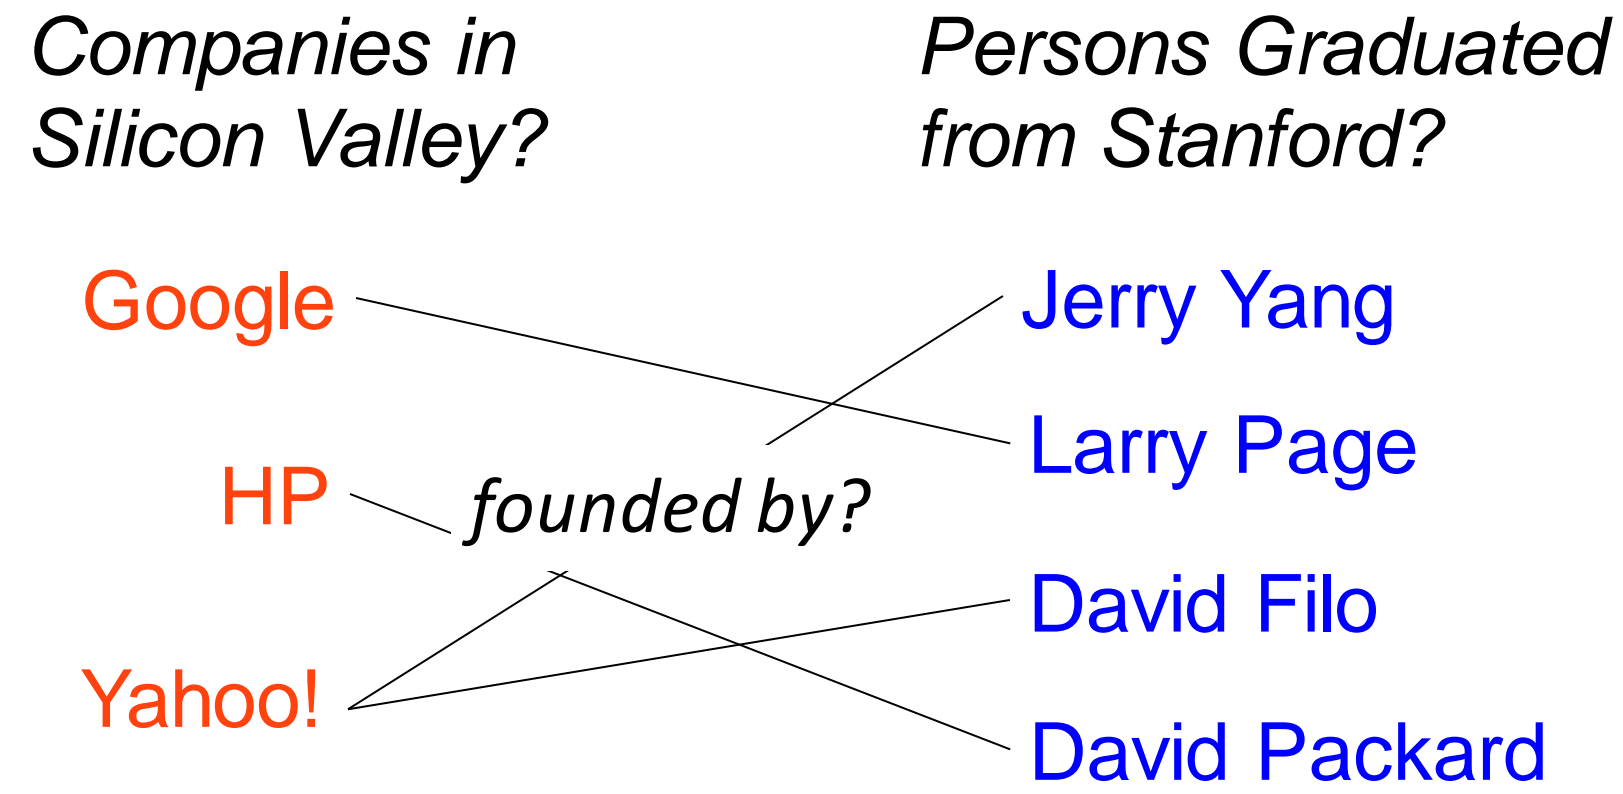 Companies in
Silicon Valley?
Persons Graduated
from Stanford?
Google
HP
Yahoo!
founded by?
Jerry Yang
Larry Page
David Filo
David Packard